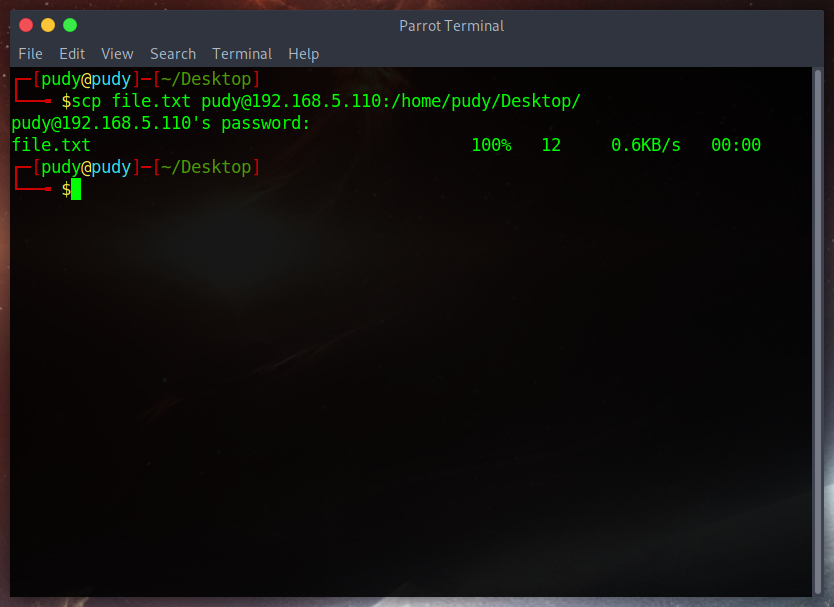 Parrot Terminal
File Edit View Search Terminal Help
┌─[pudy@pudy]─[~/Desktop]
└──╼ $scp file.txt pudy@192.168.5.110:/home/pudy/Desktop/
pudy@192.168.5.110's password:
file.txt 100% 12 0.6KB/s 00:00
┌─[pudy@pudy]─[~/Desktop]
└──╼ $